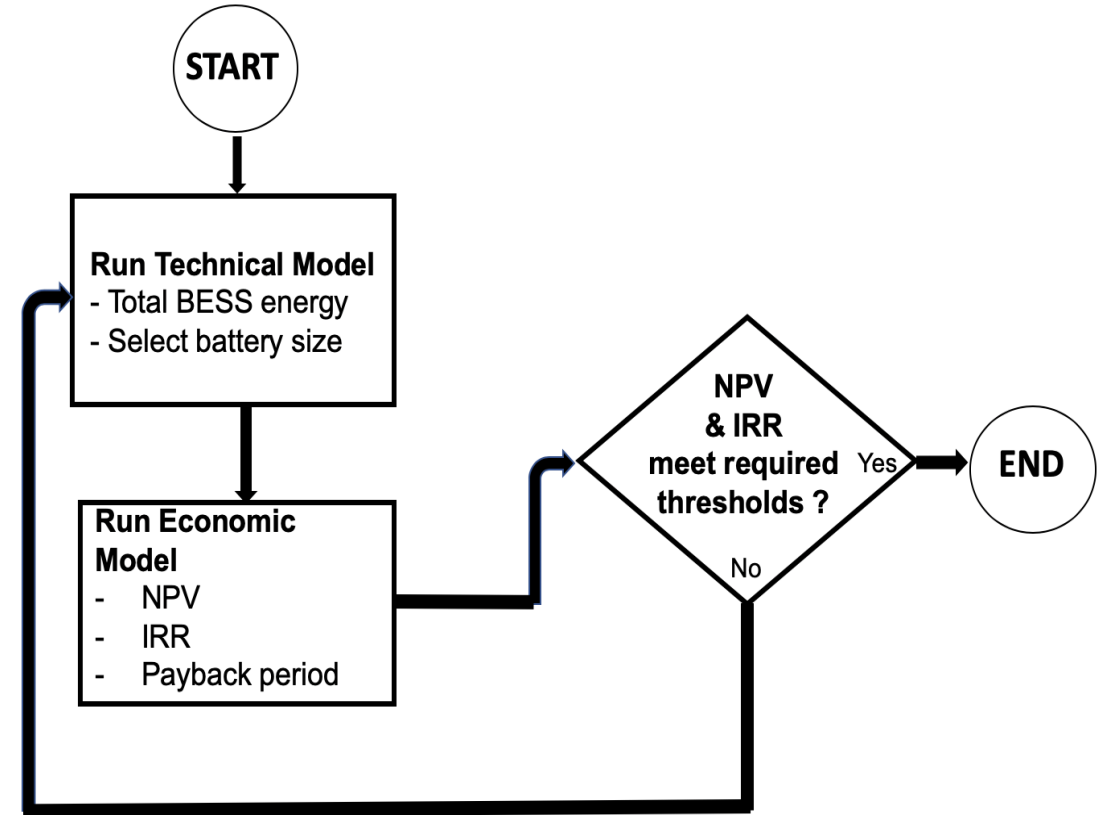 START
Run Technical Model
- Total BESS energy
- Select battery size
Run Economic
Model
- NPV
- IRR
- Payback period
NPV
& IRR
meet required
thresholds ?
Yes
No
END